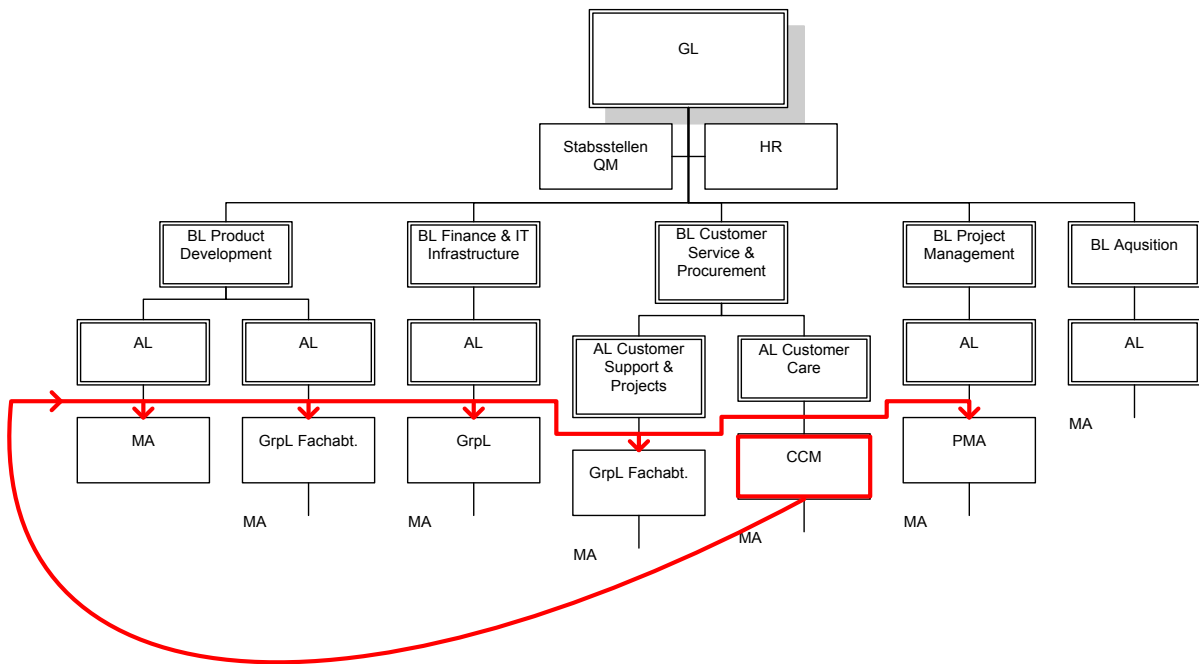 GL
Stabsstellen
QM
HR
BL Product
Development
BL Finance & IT
Infrastructure
BL Customer
Service &
Procurement
BL Project
Management
BL Aqusition
AL
AL
AL
AL Customer
Support &
Projects
AL Customer
Care
AL
AL
MA
GrpL Fachabt.
GrpL
GrpL Fachabt.
CCM
PMA
MA
MA
MA
MA
MA
MA